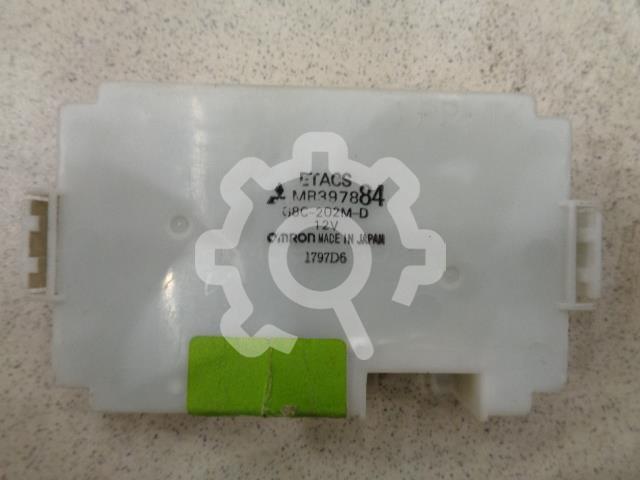 ETACS
MR397884
G8C-202M-D
12V
OMRON MADE IN JAPAN
1797D6